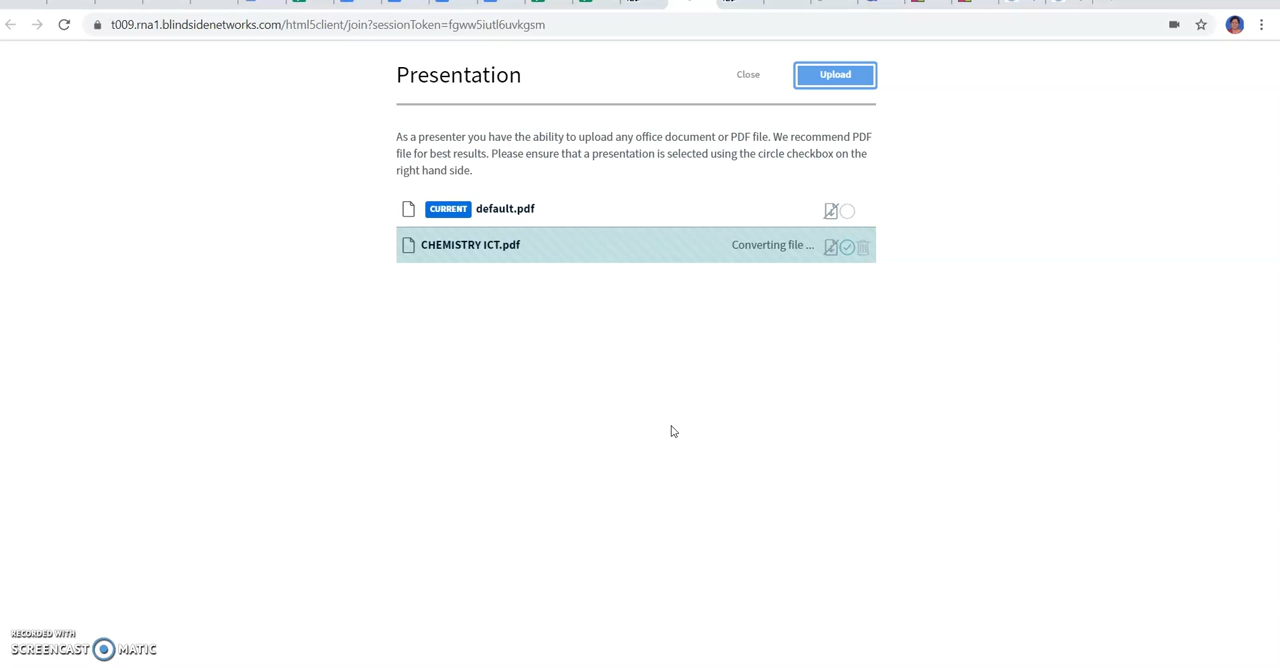 t009.rna1.blindsidenetworks.com/html5client/join?sessionToken=fgww5iutl6uvkgsm
Presentation
Close
Upload
As a presenter you have the ability to upload any office document or PDF file. We recommend PDF
file for best results. Please ensure that a presentation is selected using the circle checkbox on the
right hand side.
CURRENT default.pdf
CHEMISTRY ICT.pdf
Converting file ...
RECORDED WITH
SCREENCAST MATIC